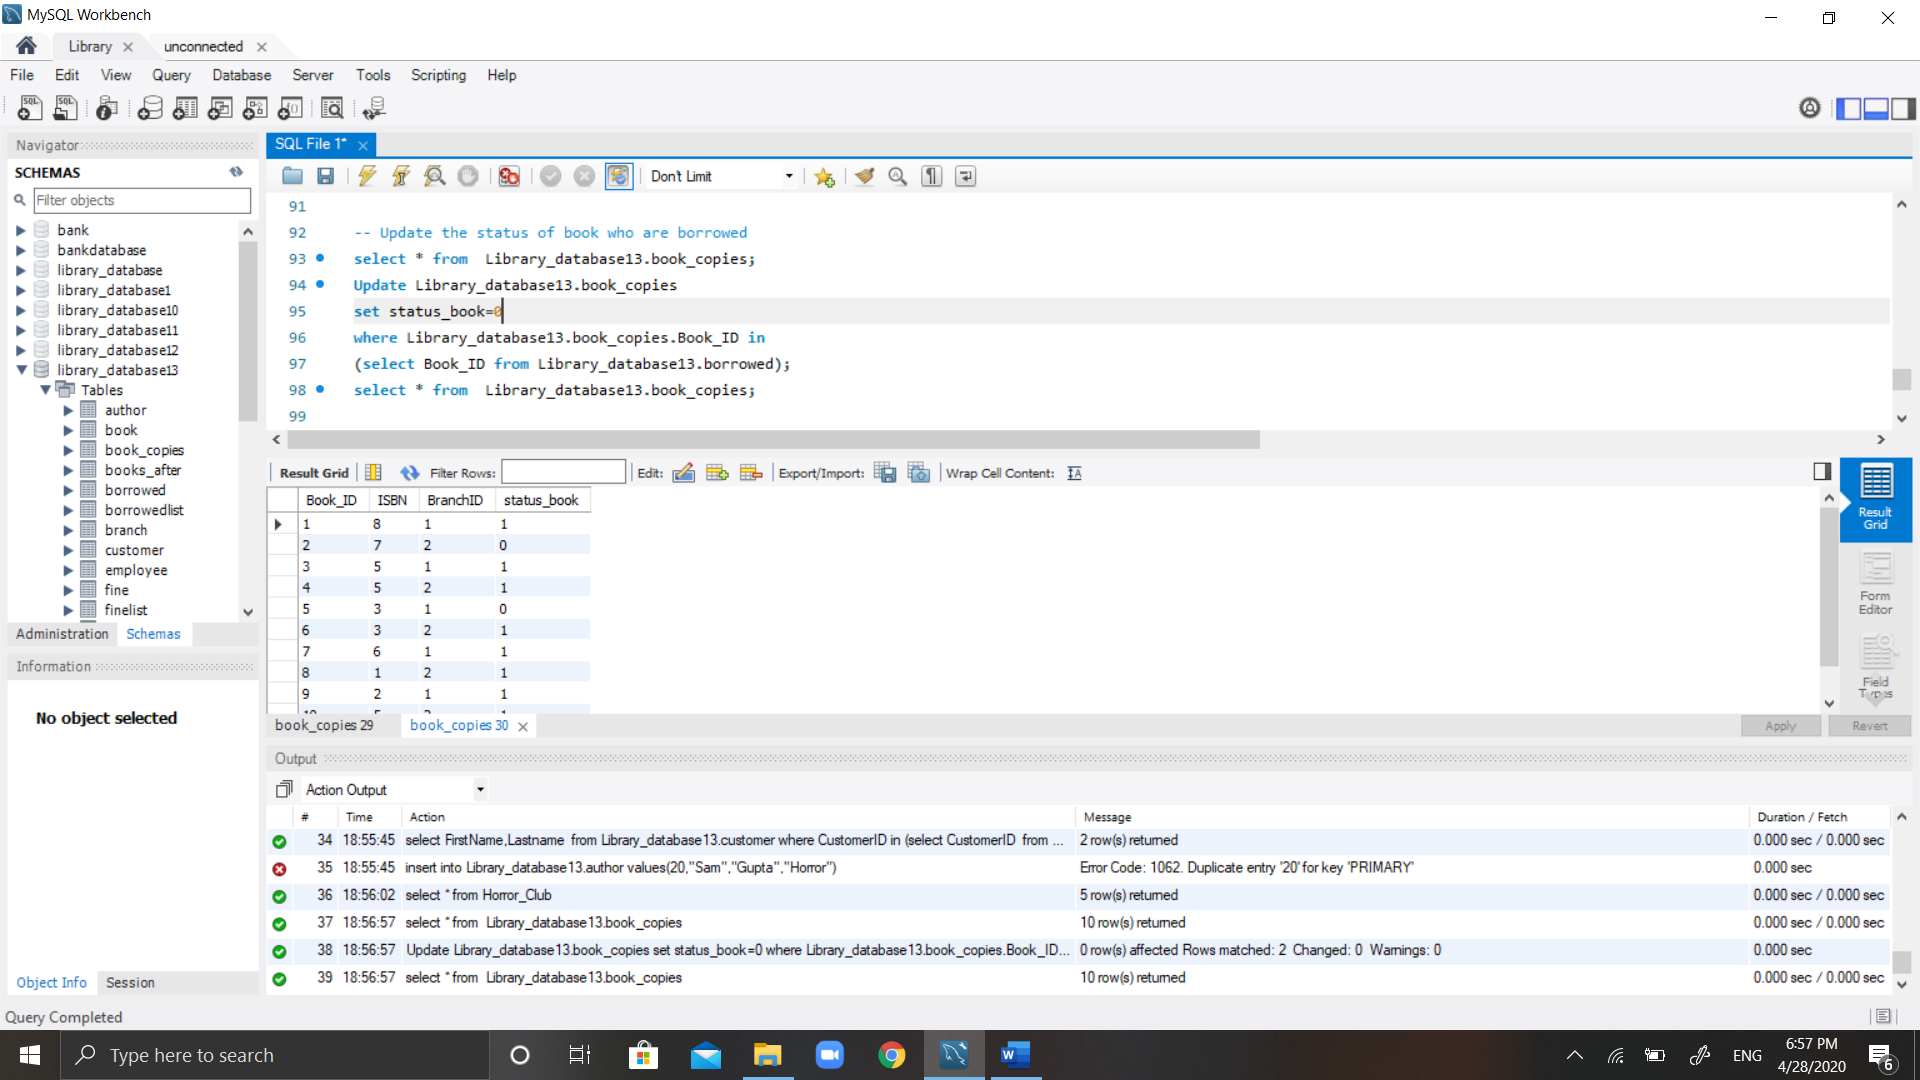 MySQL Workbench
Library unconnected
File Edit View Query Database Server Tools Scripting Help
Navigator
SCHEMAS
Filter objects
bank
bankdatabase
library_database
library_database1
library_database10
library_database11
library_database12
library_database13
Tables
author
book
book_copies
books_after
borrowed
borrowedlist
branch
customer
employee
fine
finelist
Administration Schemas
Information
No object selected
Object Info Session
SQL File 1*
Don't Limit
91
92 -- Update the status of book who are borrowed
93 select * from  Library_database13.book_copies;
94 Update Library_database13.book_copies
95 set status_book=0
96 where Library_database13.book_copies.Book_ID in
97 (select Book_ID from Library_database13.borrowed);
98 select * from  Library_database13.book_copies;
99
Result Grid Filter Rows: Edit: Export/Import: Wrap Cell Content:
Book_ID ISBN BranchID status_book
1 8 1 1
2 7 2 0
3 5 1 1
4 5 2 1
5 3 1 0
6 3 2 1
7 6 1 1
8 1 2 1
9 2 1 1
Result Grid
Form Editor
Field Types
book_copies 29 book_copies 30 Apply Revert
Output
Action Output
# Time Action Message Duration / Fetch
34 18:55:45 select FirstName,Lastname  from Library_database13.customer where CustomerID in (select CustomerID  from ... 2 row(s) returned 0.000 sec / 0.000 sec
35 18:55:45 insert into Library_database13.author values(20,"Sam","Gupta","Horror") Error Code: 1062. Duplicate entry '20' for key 'PRIMARY' 0.000 sec
36 18:56:02 select * from Horror_Club 5 row(s) returned 0.000 sec / 0.000 sec
37 18:56:57 select * from  Library_database13.book_copies 10 row(s) returned 0.000 sec / 0.000 sec
38 18:56:57 Update Library_database13.book_copies set status_book=0 where Library_database13.book_copies.Book_ID... 0 row(s) affected Rows matched: 2  Changed: 0  Warnings: 0 0.000 sec
39 18:56:57 select * from  Library_database13.book_copies 10 row(s) returned 0.000 sec / 0.000 sec
Query Completed
Type here to search
ENG
6:57 PM
4/28/2020
6